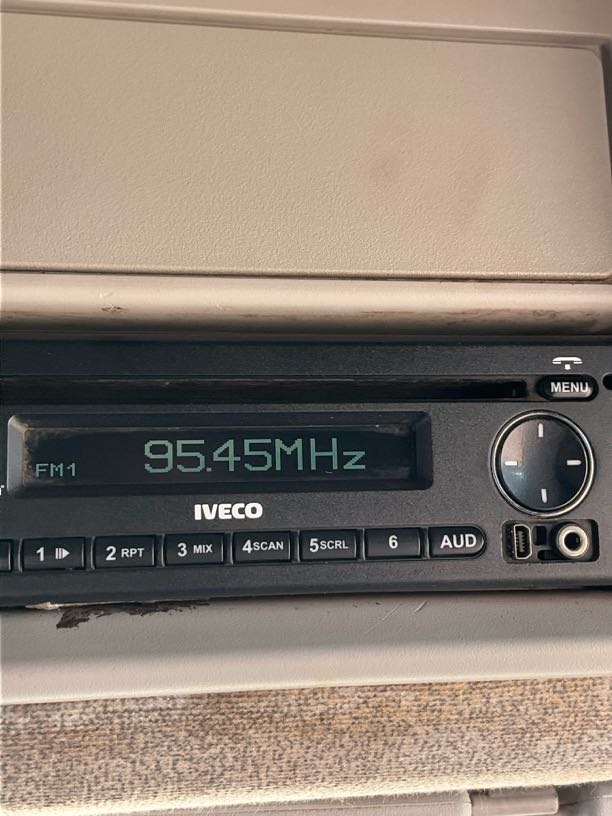 MENU
FM1 95.45MHz
IVECO
1 2 RPT 3 MIX 4SCAN 5SCRL 6 AUD